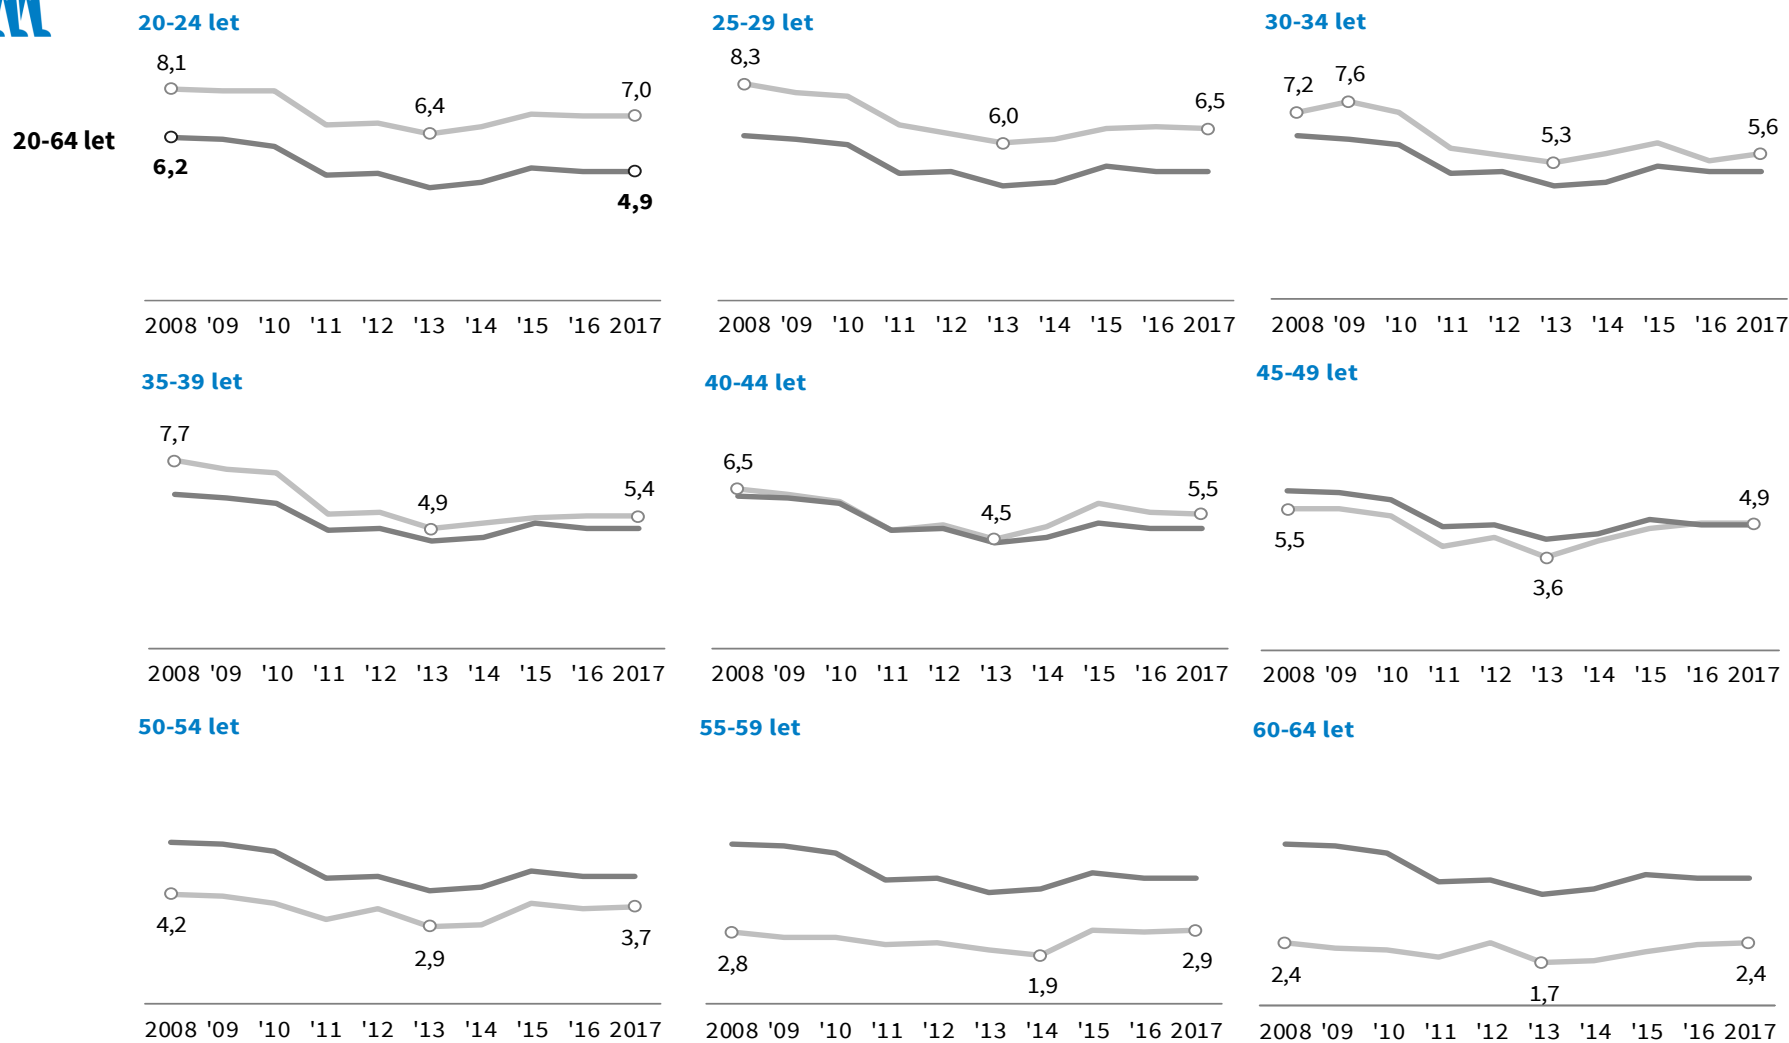 20-24 let
8,1
6,4
7,0
20-64 let
6,2
4,9
2008 '09 '10 '11 '12 '13 '14 '15 '16 2017
25-29 let
8,3
6,0
6,5
2008 '09 '10 '11 '12 '13 '14 '15 '16 2017
30-34 let
7,2
7,6
5,3
5,6
2008 '09 '10 '11 '12 '13 '14 '15 '16 2017
35-39 let
7,7
4,9
5,4
2008 '09 '10 '11 '12 '13 '14 '15 '16 2017
40-44 let
6,5
4,5
5,5
2008 '09 '10 '11 '12 '13 '14 '15 '16 2017
45-49 let
5,5
3,6
4,9
2008 '09 '10 '11 '12 '13 '14 '15 '16 2017
50-54 let
4,2
2,9
3,7
2008 '09 '10 '11 '12 '13 '14 '15 '16 2017
55-59 let
2,8
1,9
2,9
2008 '09 '10 '11 '12 '13 '14 '15 '16 2017
60-64 let
2,4
1,7
2,4
2008 '09 '10 '11 '12 '13 '14 '15 '16 2017